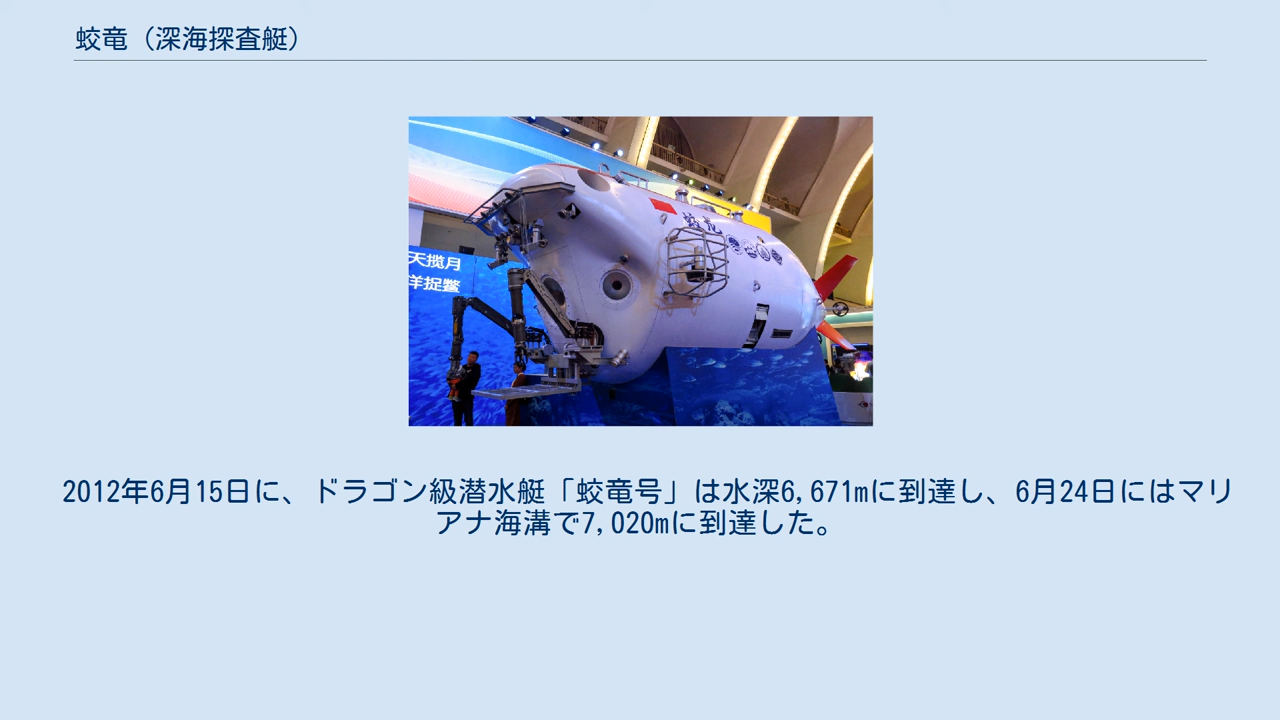 蛟竜（深海探査艇）
蛟龙
天揽月
洋捉鳖
2012年6月15日に、ドラゴン級潜水艇「蛟竜号」は水深6,671mに到達し、6月24日にはマリ
アナ海溝で7,020mに到達した。